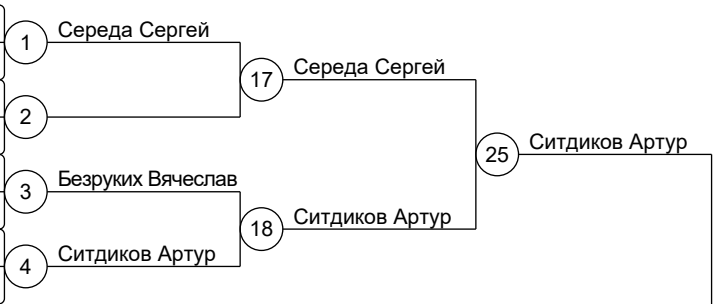 1 Середа Сергей
17 Середа Сергей
2
25 Ситдиков Артур
3 Безруких Вячеслав
18 Ситдиков Артур
4 Ситдиков Артур